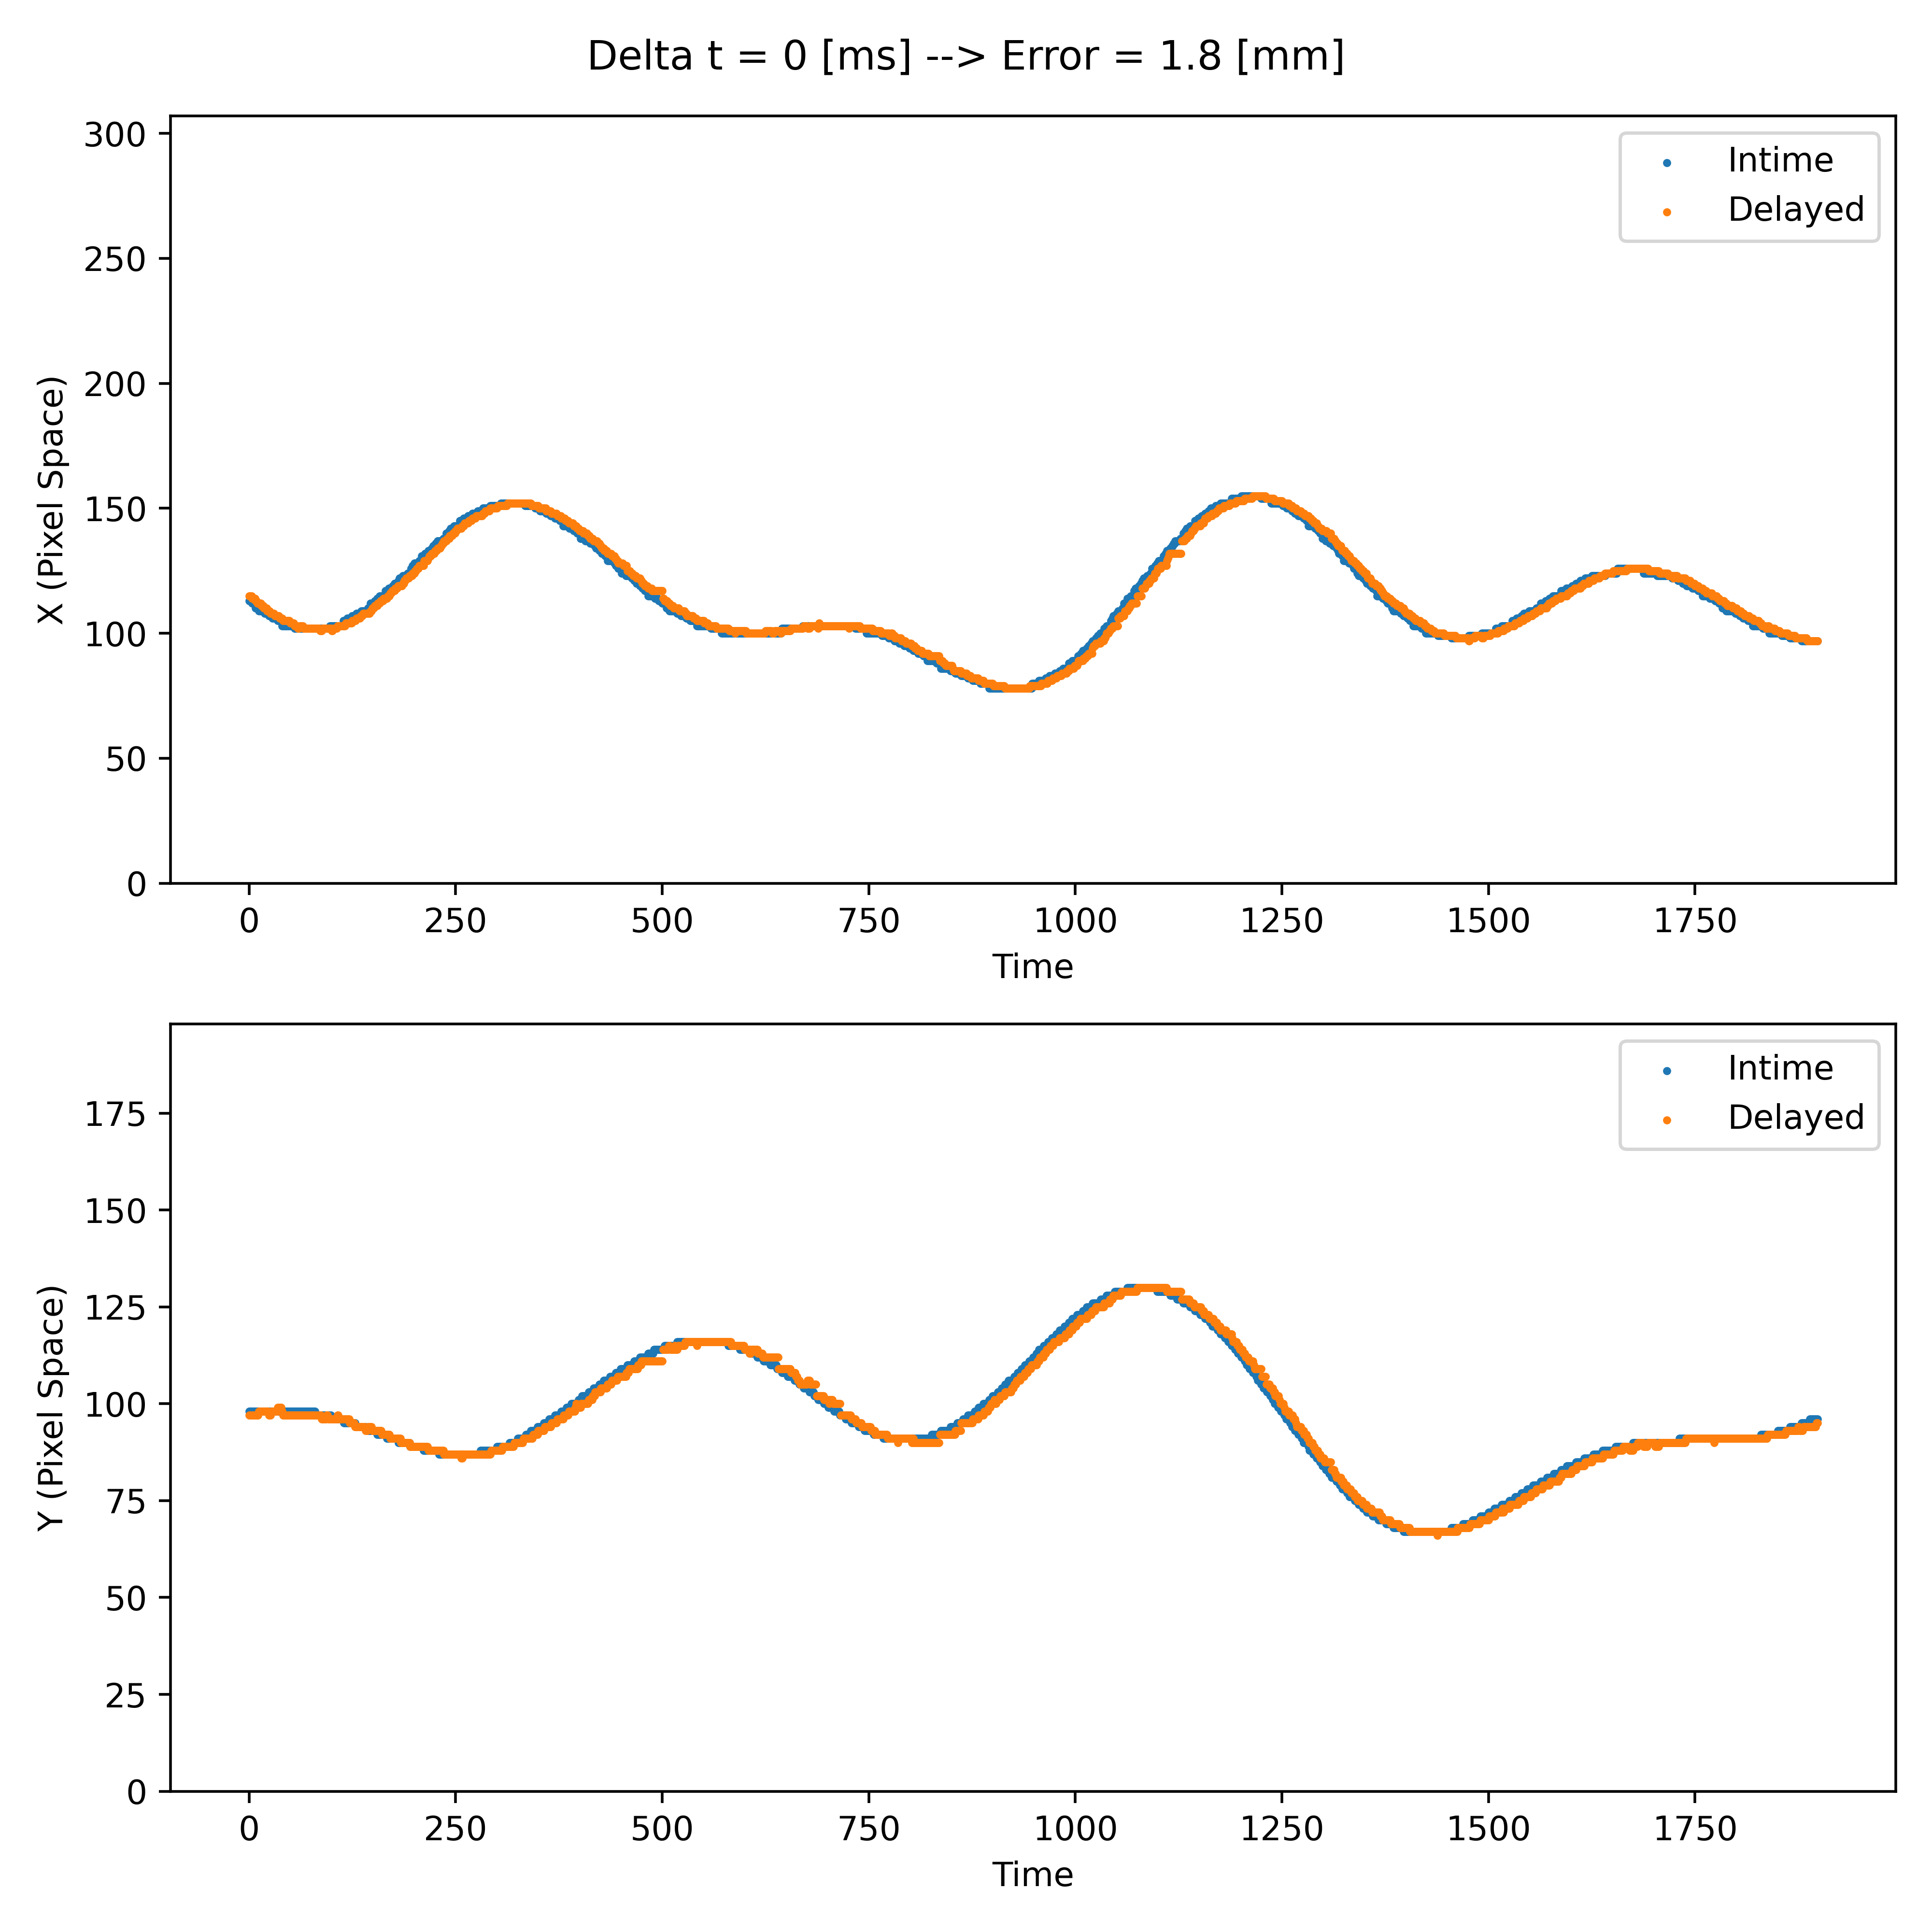 Delta t = 0 [ms] --> Error = 1.8 [mm]
300
250
200
150
100
50
0
X (Pixel Space)
Intime
Delayed
0 250 500 750 1000 1250 1500 1750
Time
175
150
125
100
75
50
25
0
Y (Pixel Space)
Intime
Delayed
0 250 500 750 1000 1250 1500 1750
Time